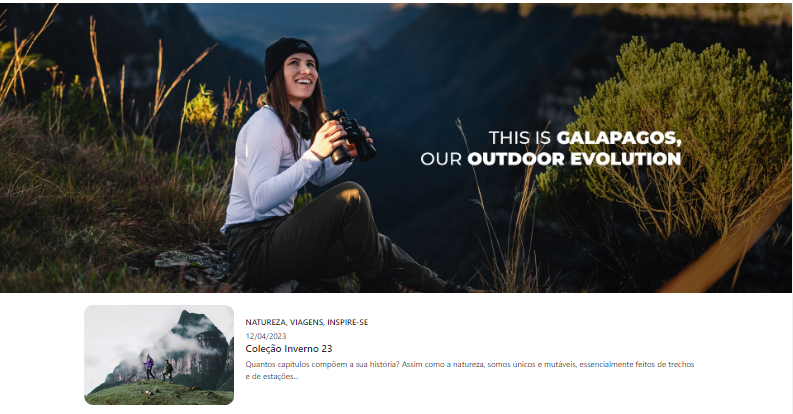 THIS IS GALAPAGOS,
OUR OUTDOOR EVOLUTION
NATUREZA, VIAGENS, INSPIRE-SE
12/04/2023
Coleção Inverno 23
Quantos capítulos compõem a sua história? Assim como a natureza, somos únicos e mutáveis, essencialmente feitos de trechos
e de estações...